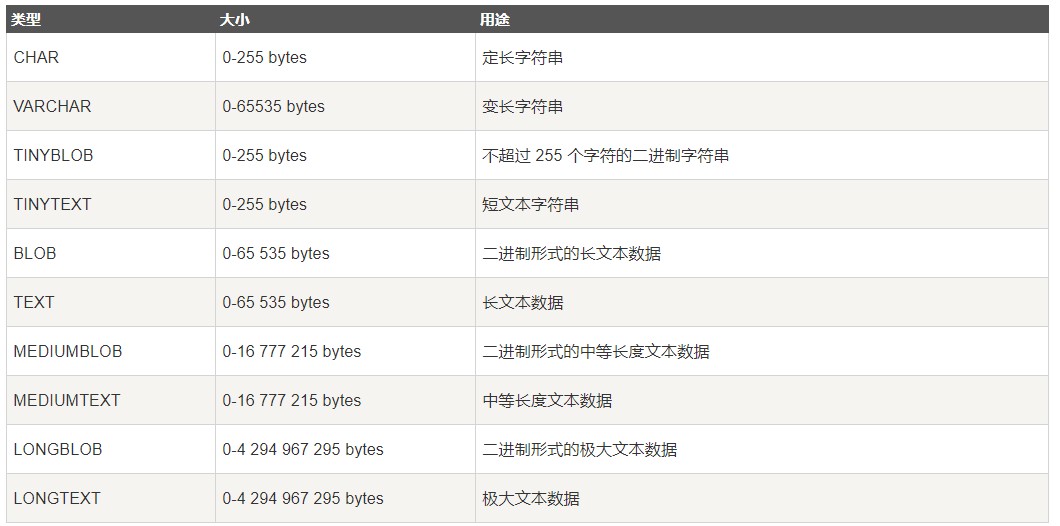 类型 大小 用途
CHAR 0-255 bytes 定长字符串
VARCHAR 0-65535 bytes 变长字符串
TINYBLOB 0-255 bytes 不超过 255 个字符的二进制字符串
TINYTEXT 0-255 bytes 短文本字符串
BLOB 0-65 535 bytes 二进制形式的长文本数据
TEXT 0-65 535 bytes 长文本数据
MEDIUMBLOB 0-16 777 215 bytes 二进制形式的中等长度文本数据
MEDIUMTEXT 0-16 777 215 bytes 中等长度文本数据
LONGBLOB 0-4 294 967 295 bytes 二进制形式的极大文本数据
LONGTEXT 0-4 294 967 295 bytes 极大文本数据